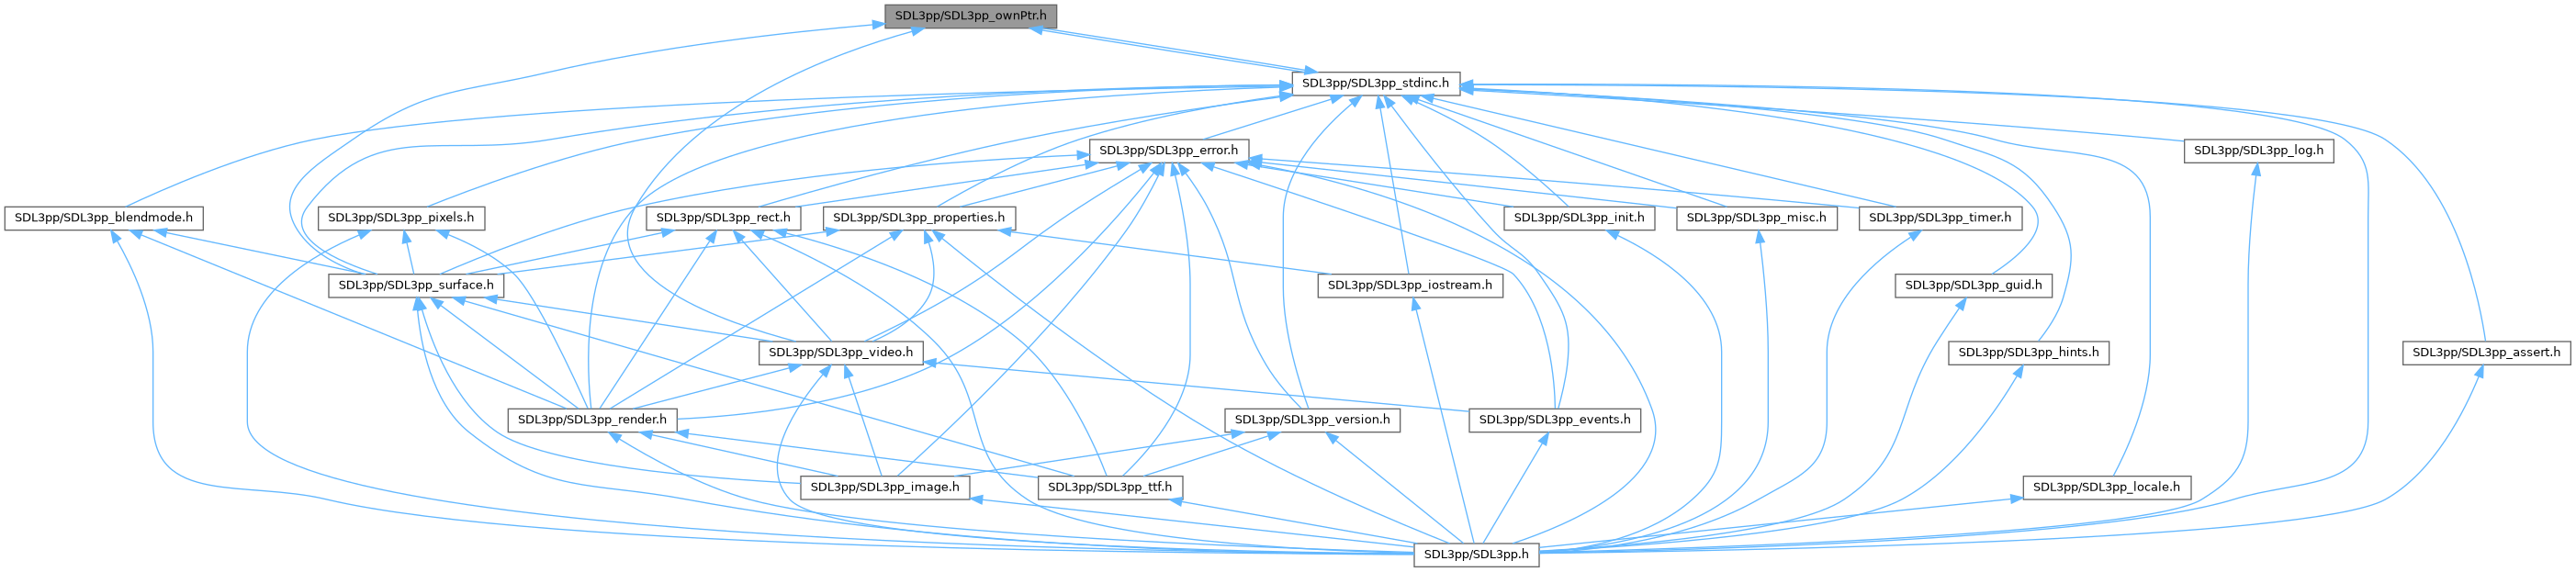 SDL3pp/SDL3pp_ownPtr.h
SDL3pp/SDL3pp_stdinc.h
SDL3pp/SDL3pp_error.h
SDL3pp/SDL3pp_log.h
SDL3pp/SDL3pp_blendmode.h
SDL3pp/SDL3pp_pixels.h
SDL3pp/SDL3pp_rect.h
SDL3pp/SDL3pp_properties.h
SDL3pp/SDL3pp_init.h
SDL3pp/SDL3pp_misc.h
SDL3pp/SDL3pp_timer.h
SDL3pp/SDL3pp_surface.h
SDL3pp/SDL3pp_iostream.h
SDL3pp/SDL3pp_guid.h
SDL3pp/SDL3pp_video.h
SDL3pp/SDL3pp_hints.h
SDL3pp/SDL3pp_assert.h
SDL3pp/SDL3pp_render.h
SDL3pp/SDL3pp_version.h
SDL3pp/SDL3pp_events.h
SDL3pp/SDL3pp_image.h
SDL3pp/SDL3pp_ttf.h
SDL3pp/SDL3pp_locale.h
SDL3pp/SDL3pp.h